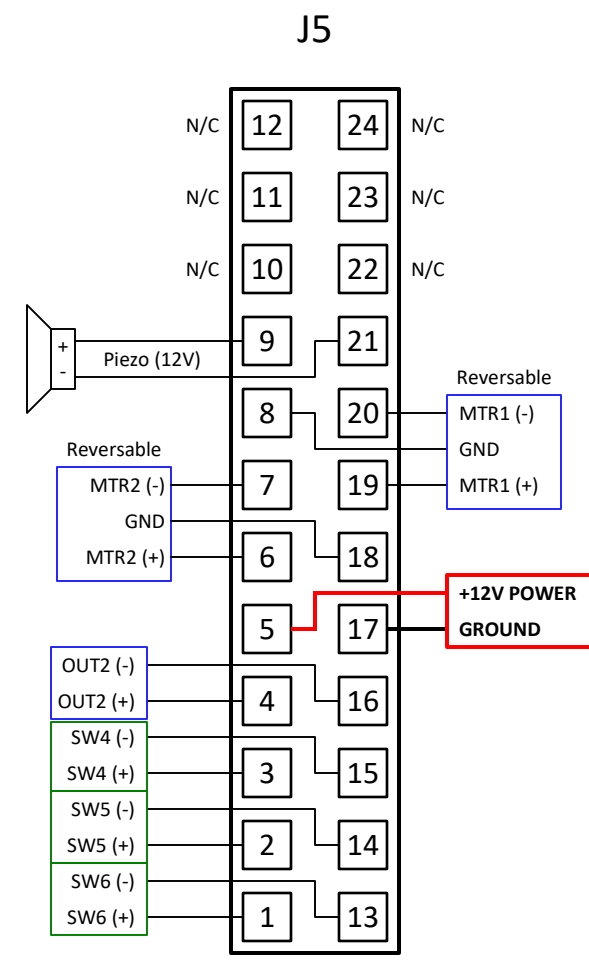 J5
N/C 12 24 N/C
N/C 11 23 N/C
N/C 10 22 N/C
+ 9 21
- Piezo (12V)
Reversable
8 20 MTR1 (-)
GND
Reversable
MTR2 (-) 7 19 MTR1 (+)
GND
MTR2 (+) 6 18
+12V POWER
5 17 GROUND
OUT2 (-)
OUT2 (+) 4 16
SW4 (-)
SW4 (+) 3 15
SW5 (-)
SW5 (+) 2 14
SW6 (-)
SW6 (+) 1 13